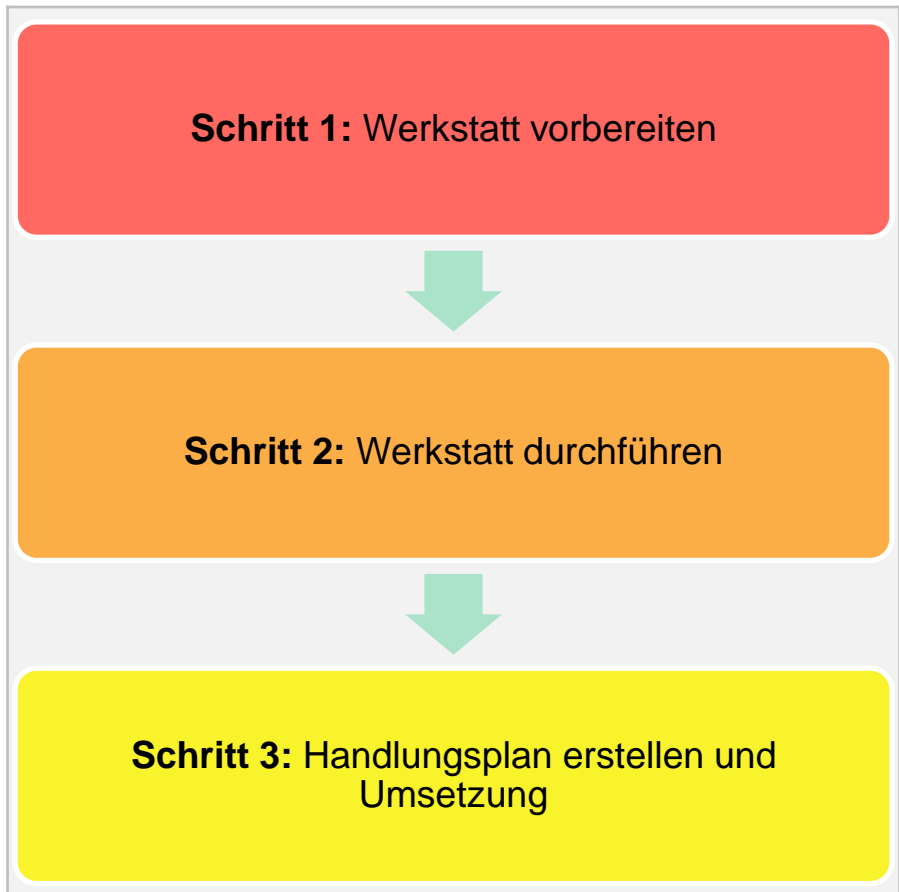 Schritt 1: Werkstatt vorbereiten
Schritt 2: Werkstatt durchführen
Schritt 3: Handlungsplan erstellen und
Umsetzung